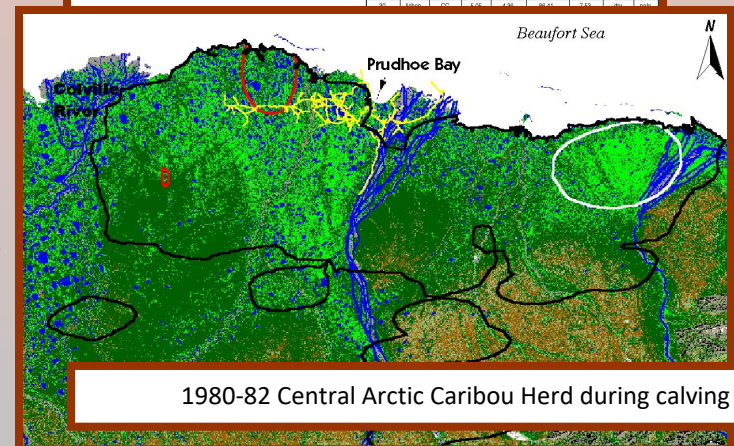 Beaufort Sea
N
Prudhoe Bay
Colville
River
1980-82 Central Arctic Caribou Herd during calving